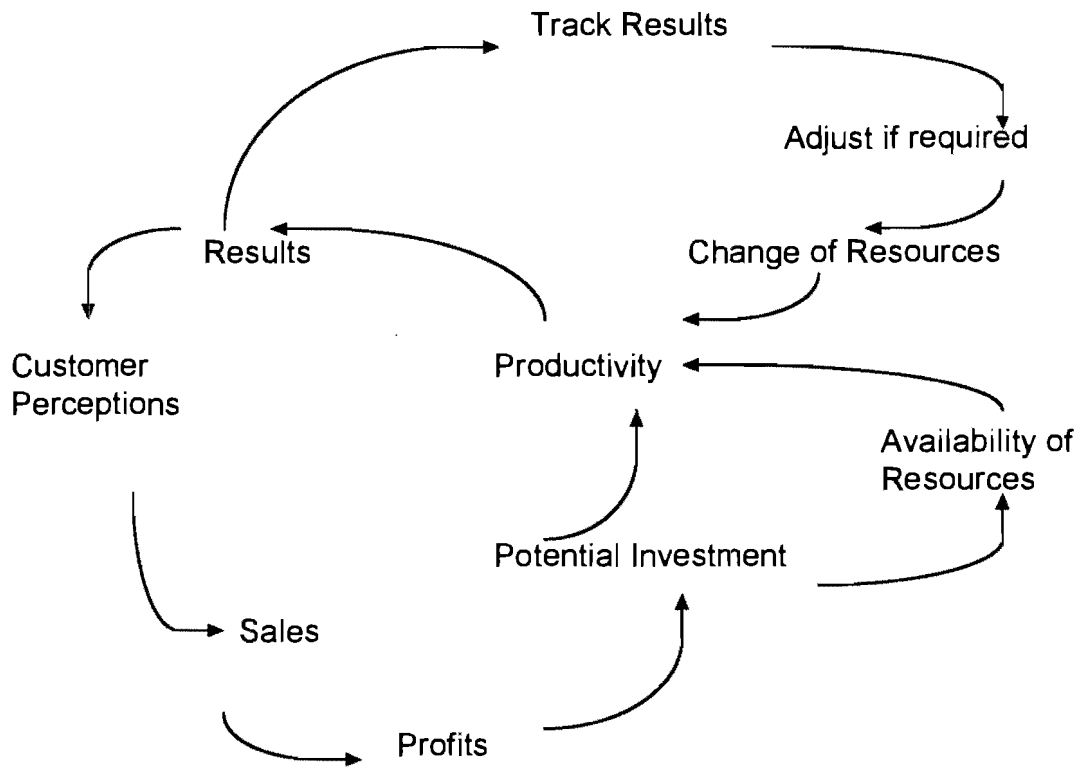 Track Results
Adjust if required
Results
Change of Resources
Customer
Perceptions
Productivity
Availability of
Resources
Potential Investment
Sales
Profits